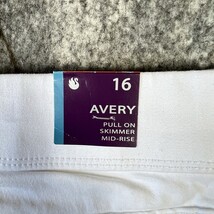 16
AVERY
PULL ON
SKIMMER
MID-RISE